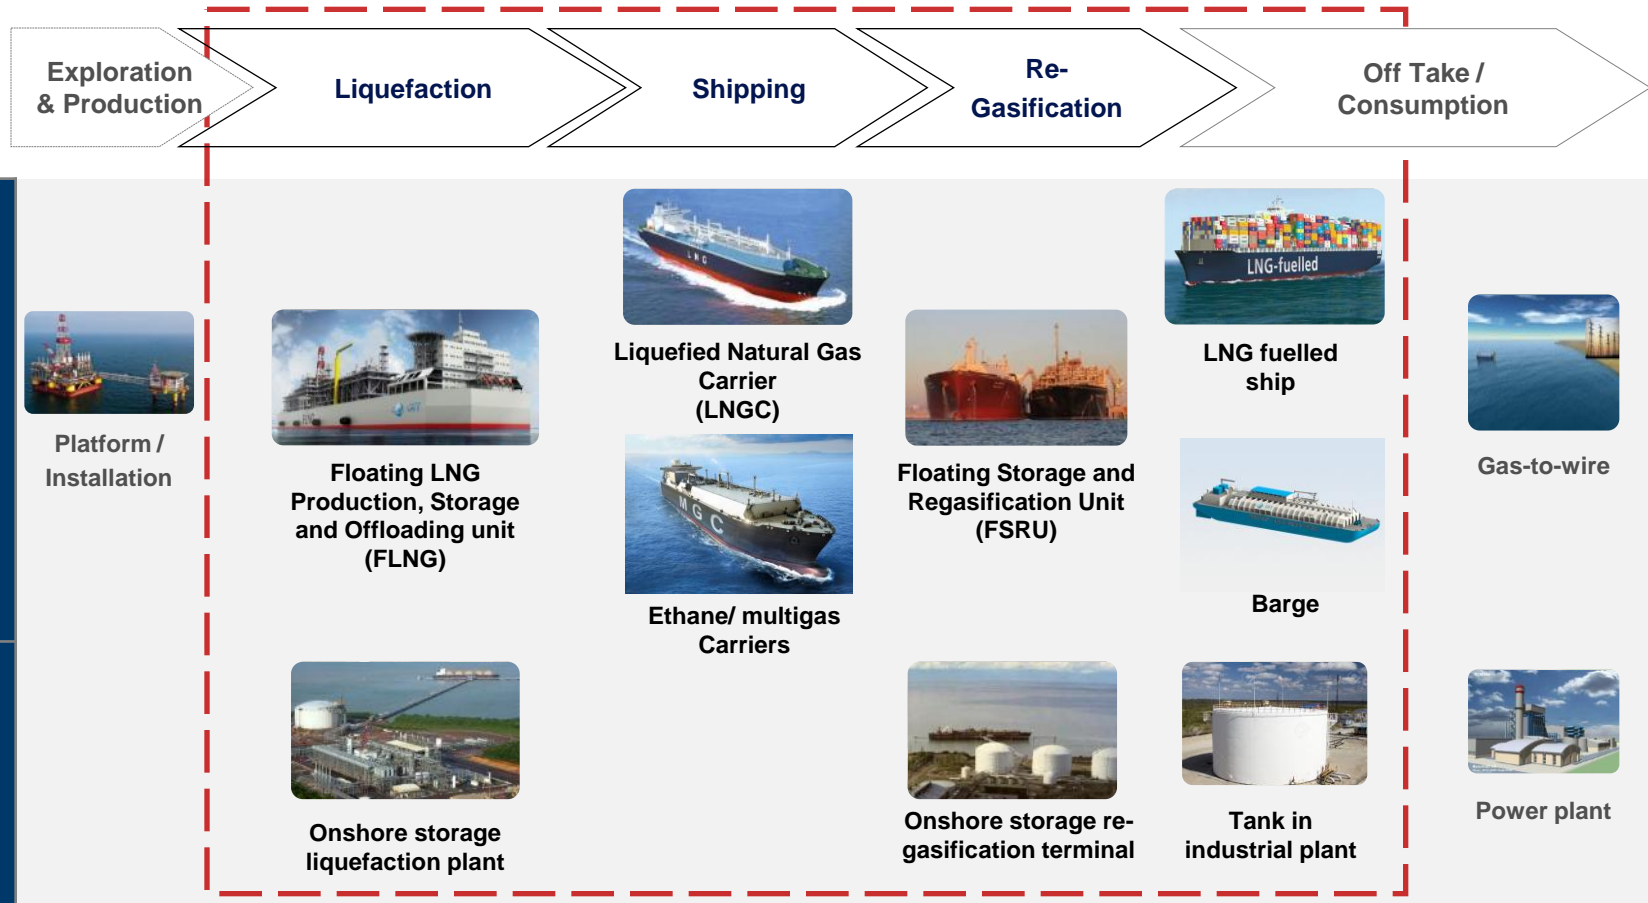 Exploration
& Production
Liquefaction
Shipping
Re-
Gasification
Off Take /
Consumption
LNG
LNG-fuelled
Liquefied Natural Gas
Carrier
(LNGC)
LNG fuelled
ship
Platform /
Installation
Floating LNG
Production, Storage
and Offloading unit
(FLNG)
MGC
Ethane/ multigas
Carriers
Floating Storage and
Regasification Unit
(FSRU)
Barge
Gas-to-wire
Onshore storage
liquefaction plant
Onshore storage re-
gasification terminal
Tank in
industrial plant
Power plant